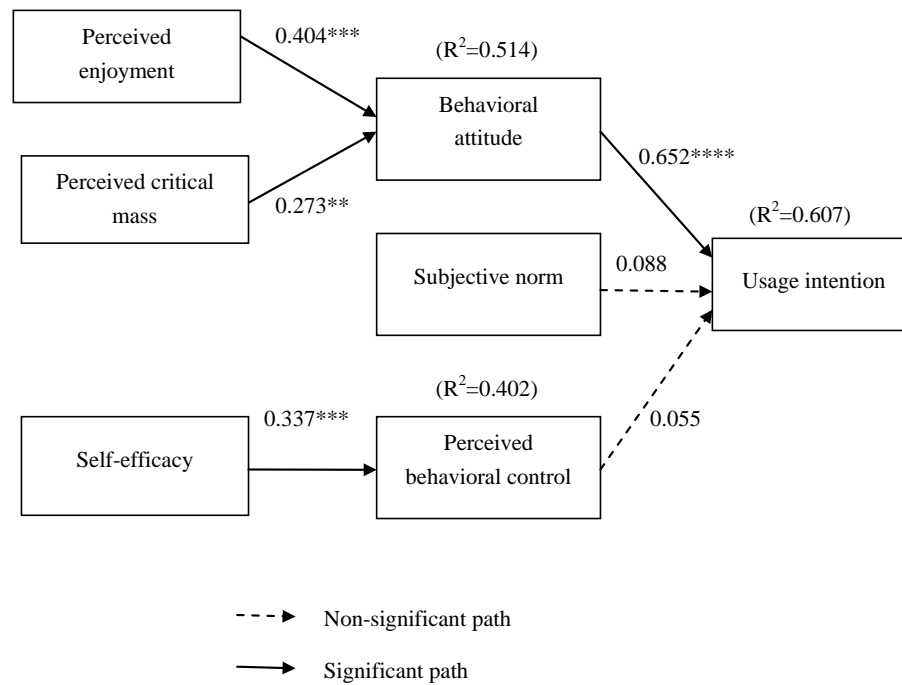 Perceived
enjoyment
0.404***
(R²=0.514)
Behavioral
attitude
0.652****
Perceived critical
mass
0.273**
(R²=0.607)
Subjective norm
0.088
Usage intention
(R²=0.402)
0.337***
0.055
Self-efficacy
Perceived
behavioral control
Non-significant path
Significant path